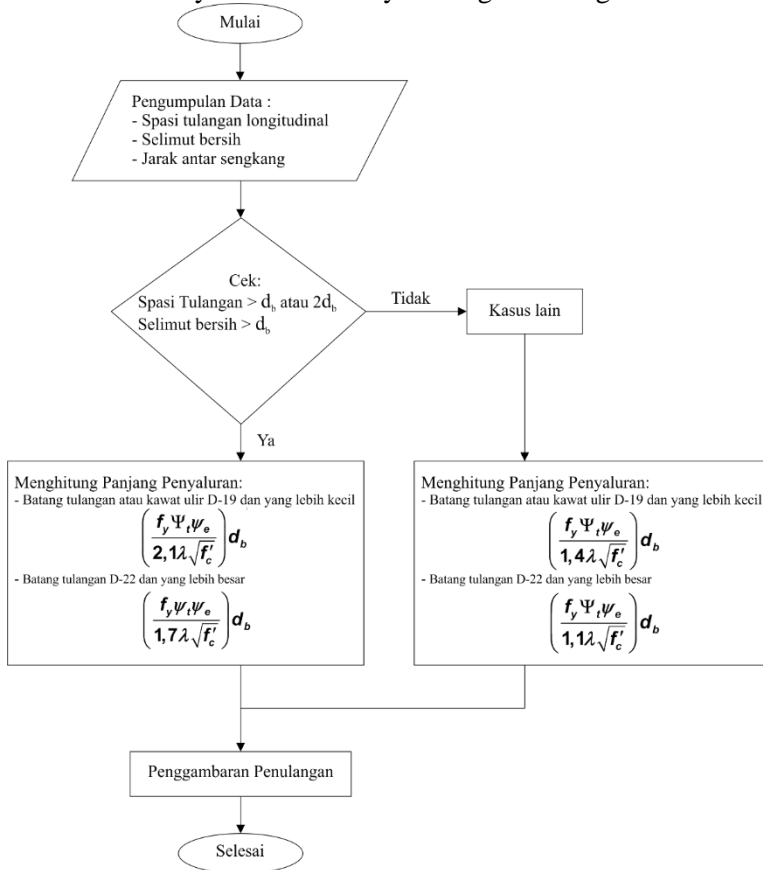 Mulai
Pengumpulan Data :
- Spasi tulangan longitudinal
- Selimut bersih
- Jarak antar sengkang
Cek:
Spasi Tulangan > d_b atau 2d_b
Selimut bersih > d_b
Tidak
Kasus lain
Ya
Menghitung Panjang Penyaluran:
- Batang tulangan atau kawat ulir D-19 dan yang lebih kecil
(f_y Ψ_t ψ_e / 2,1λ√f'_c) d_b
- Batang tulangan D-22 dan yang lebih besar
(f_y ψ_t ψ_e / 1,7λ√f'_c) d_b
Menghitung Panjang Penyaluran:
- Batang tulangan atau kawat ulir D-19 dan yang lebih kecil
(f_y Ψ_t ψ_e / 1,4λ√f'_c) d_b
- Batang tulangan D-22 dan yang lebih besar
(f_y Ψ_t ψ_e / 1,1λ√f'_c) d_b
Penggambaran Penulangan
Selesai